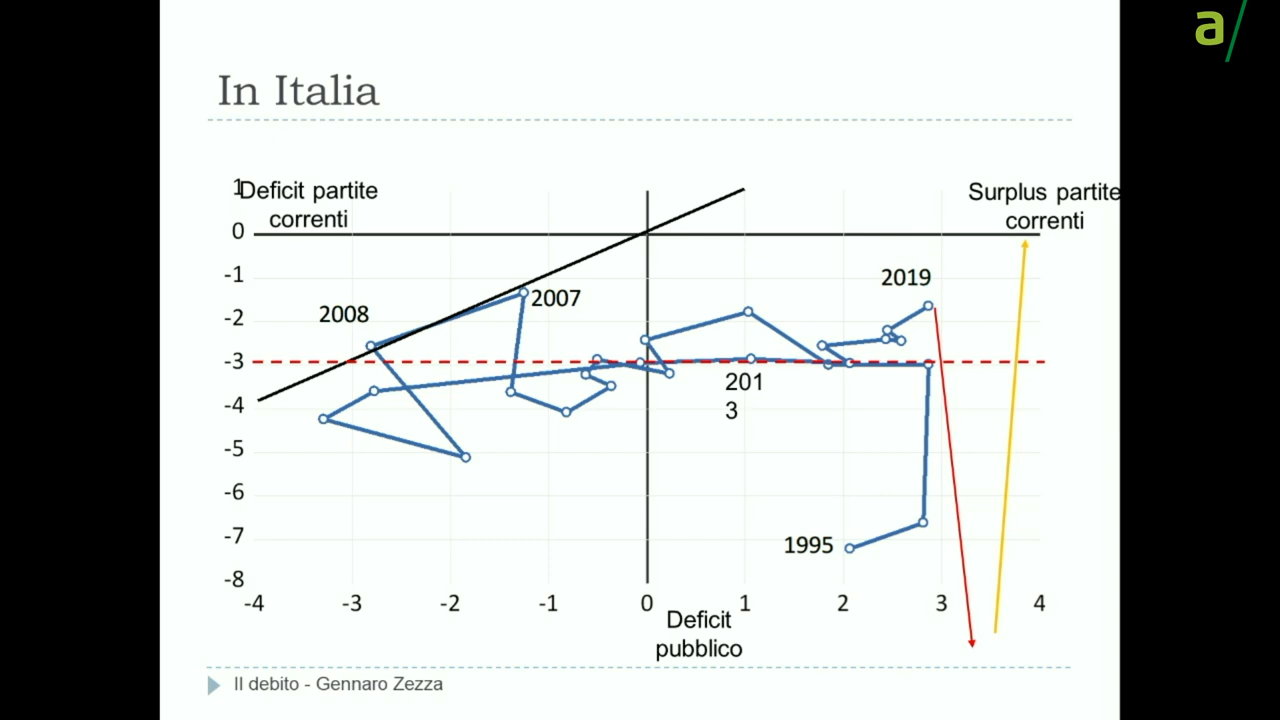 a/
In Italia
Deficit partite
correnti
Surplus partite
correnti
1
0
-1
-2
-3
-4
-5
-6
-7
-8
2008
2007
2019
201
3
1995
-4 -3 -2 -1 0 1 2 3 4
Deficit
pubblico
Il debito - Gennaro Zezza